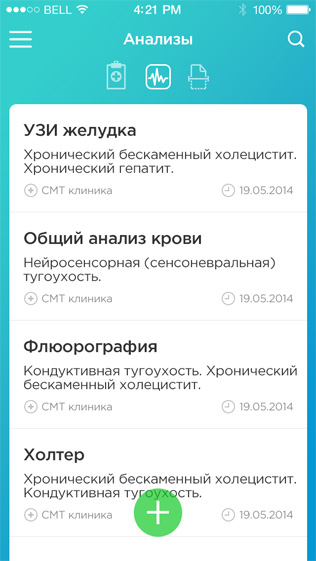 BELL 4:21 PM 100%
Анализы
УЗИ желудка
Хронический бескаменный холецистит.
Хронический гепатит.
СМТ клиника 19.05.2014
Общий анализ крови
Нейросенсорная (сенсоневральная)
тугоухость.
СМТ клиника 19.05.2014
Флюорография
Кондуктивная тугоухость. Хронический
бескаменный холецистит.
СМТ клиника 19.05.2014
Холтер
Хронический бескаменный холецистит.
Кондуктивная тугоухость.
СМТ клиника 19.05.2014